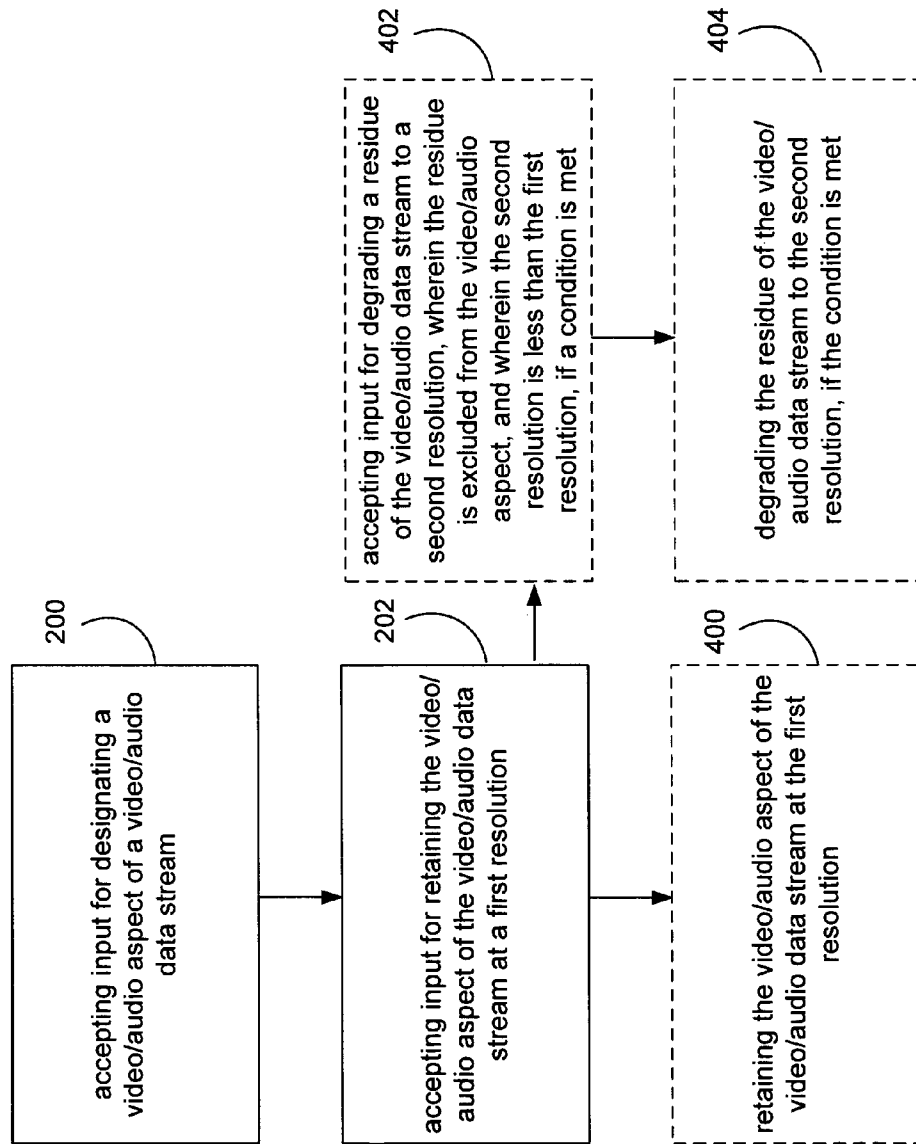 200
accepting input for designating a
video/audio aspect of a video/audio
data stream
202
accepting input for retaining the video/
audio aspect of the video/audio data
stream at a first resolution
400
retaining the video/audio aspect of the
video/audio data stream at the first
resolution
402
accepting input for degrading a residue
of the video/audio data stream to a
second resolution, wherein the residue
is excluded from the video/audio
aspect, and wherein the second
resolution is less than the first
resolution, if a condition is met
404
degrading the residue of the video/
audio data stream to the second
resolution, if the condition is met